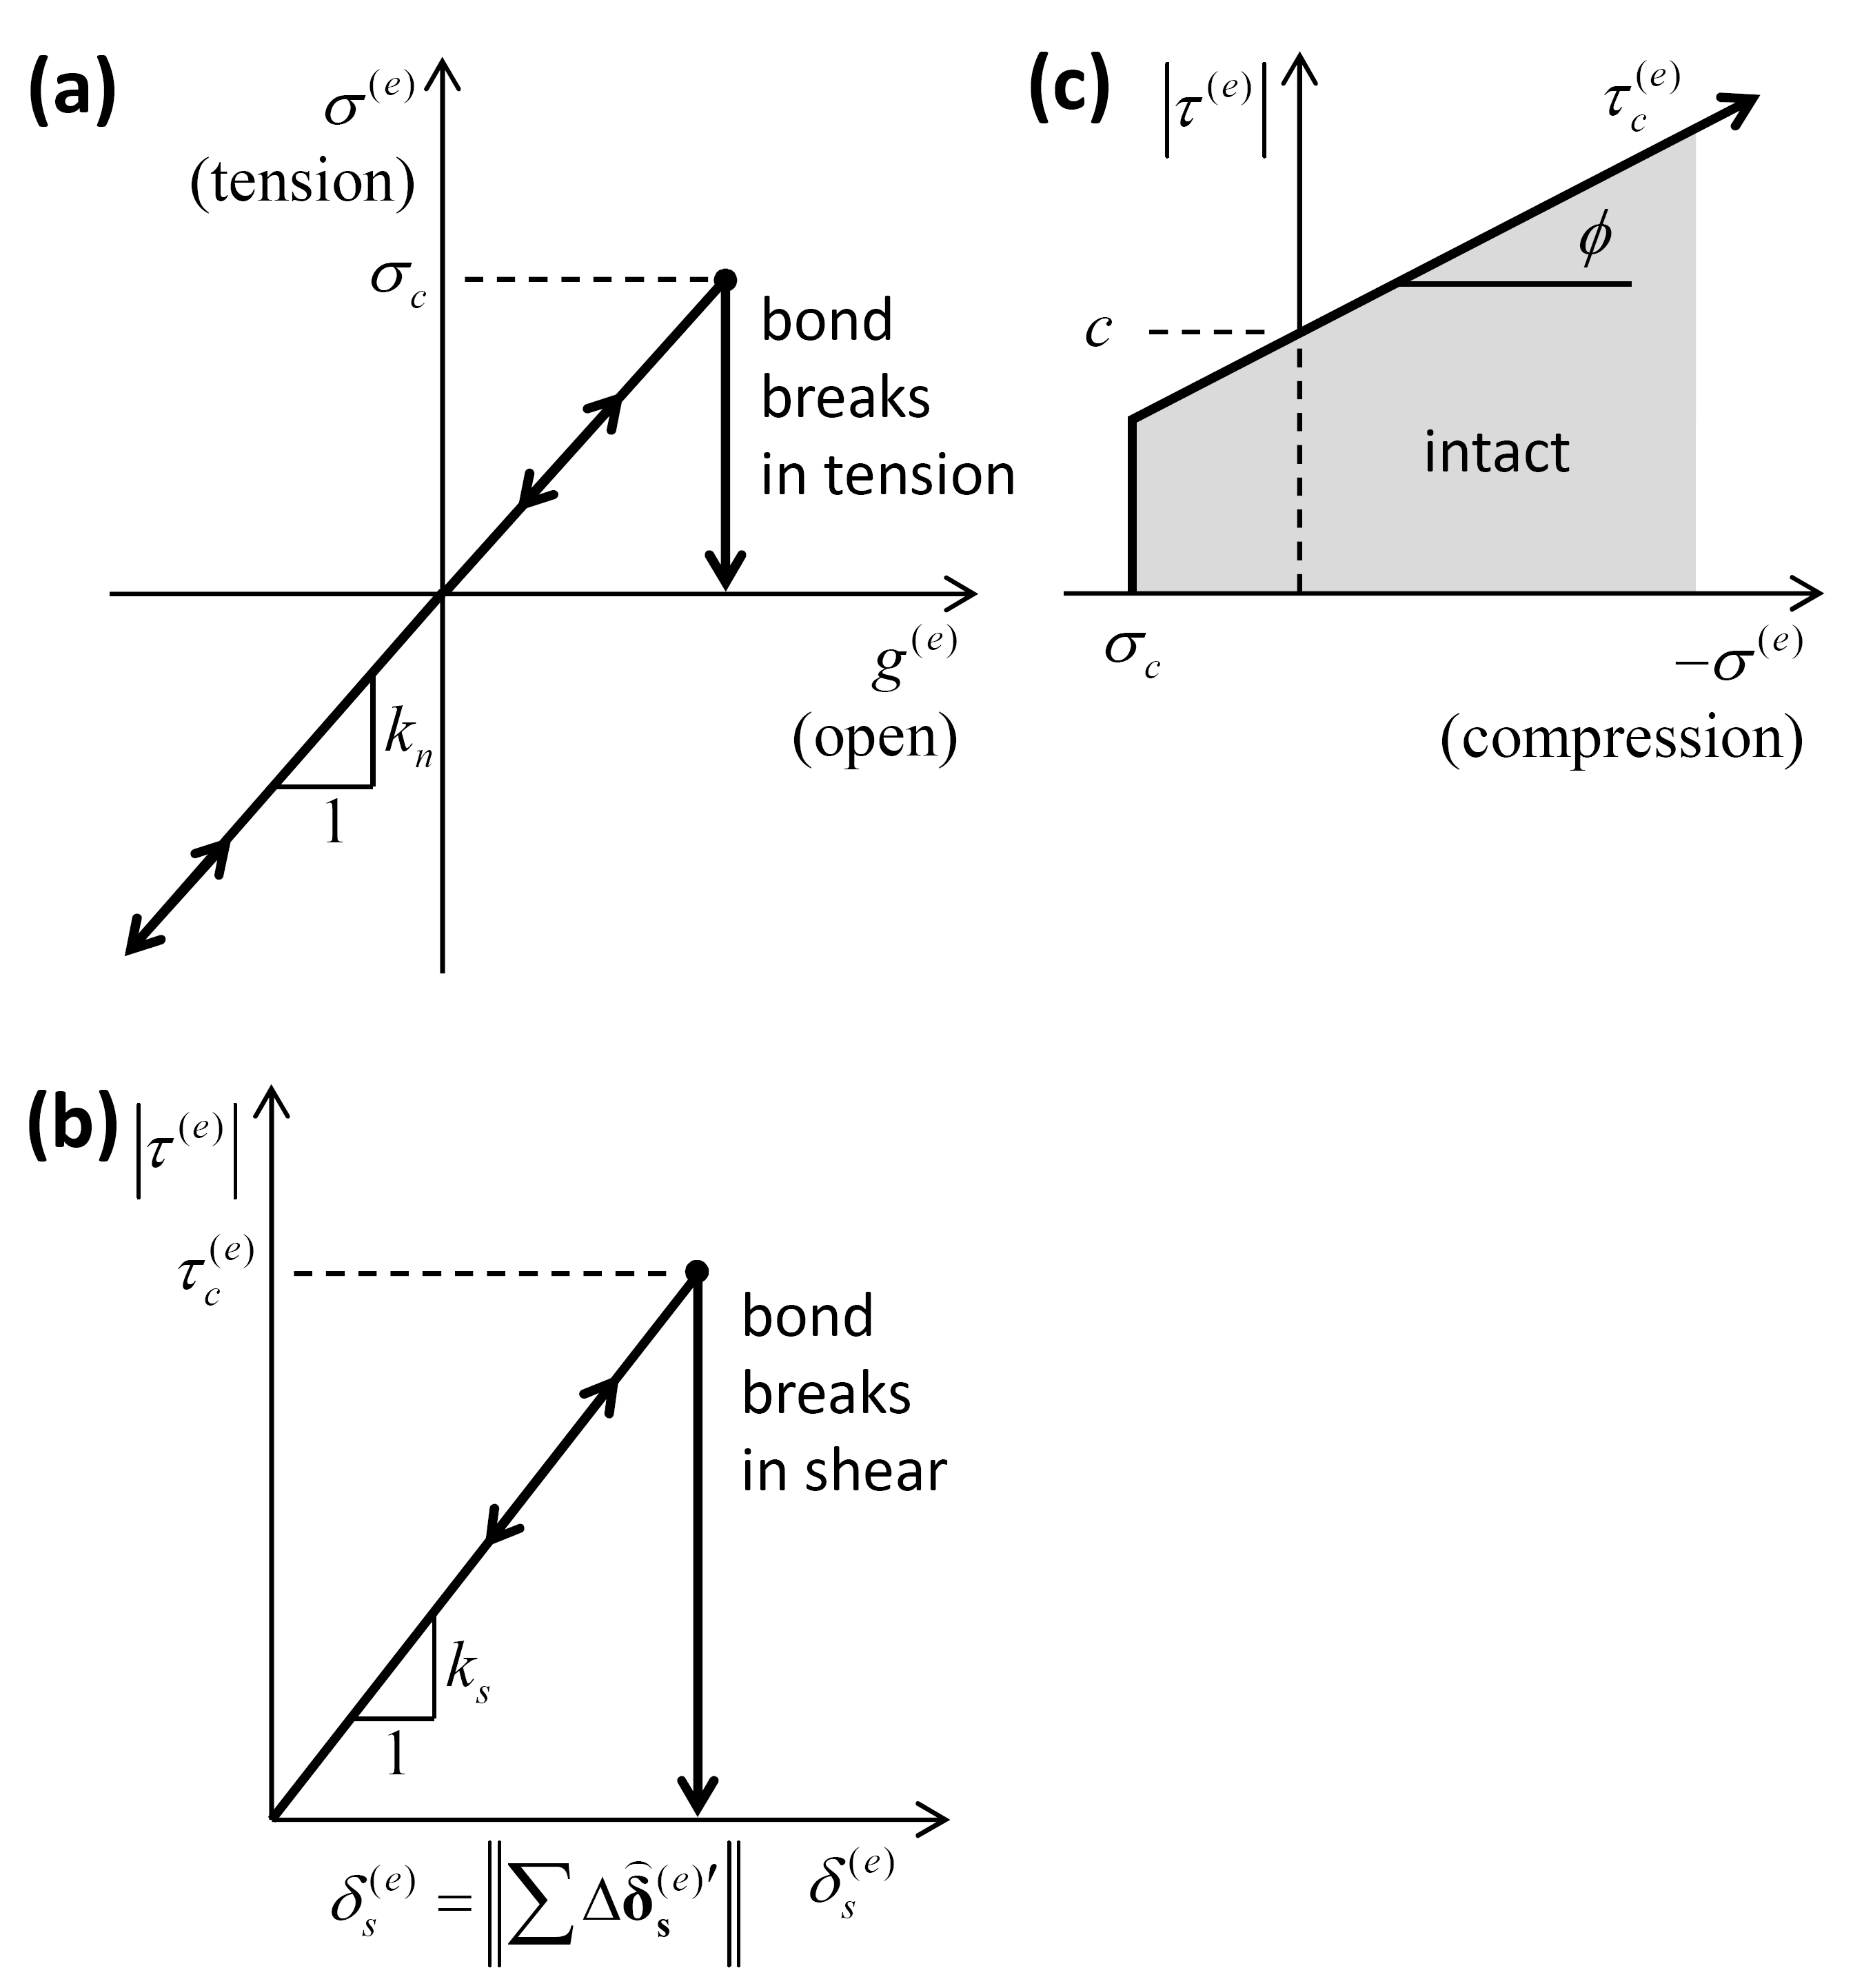 (a)
σ^(e)
(tension)
σ_c
bond
breaks
in tension
g^(e)
(open)
k_n
1
(c)
|τ^(e)|
τ_c^(e)
ϕ
c
intact
σ_c
−σ^(e)
(compression)
(b)
|τ^(e)|
τ_c^(e)
bond
breaks
in shear
k_s
1
δ_s^(e) = ‖∑ Δδ̂_s^(e)′‖
δ_s^(e)